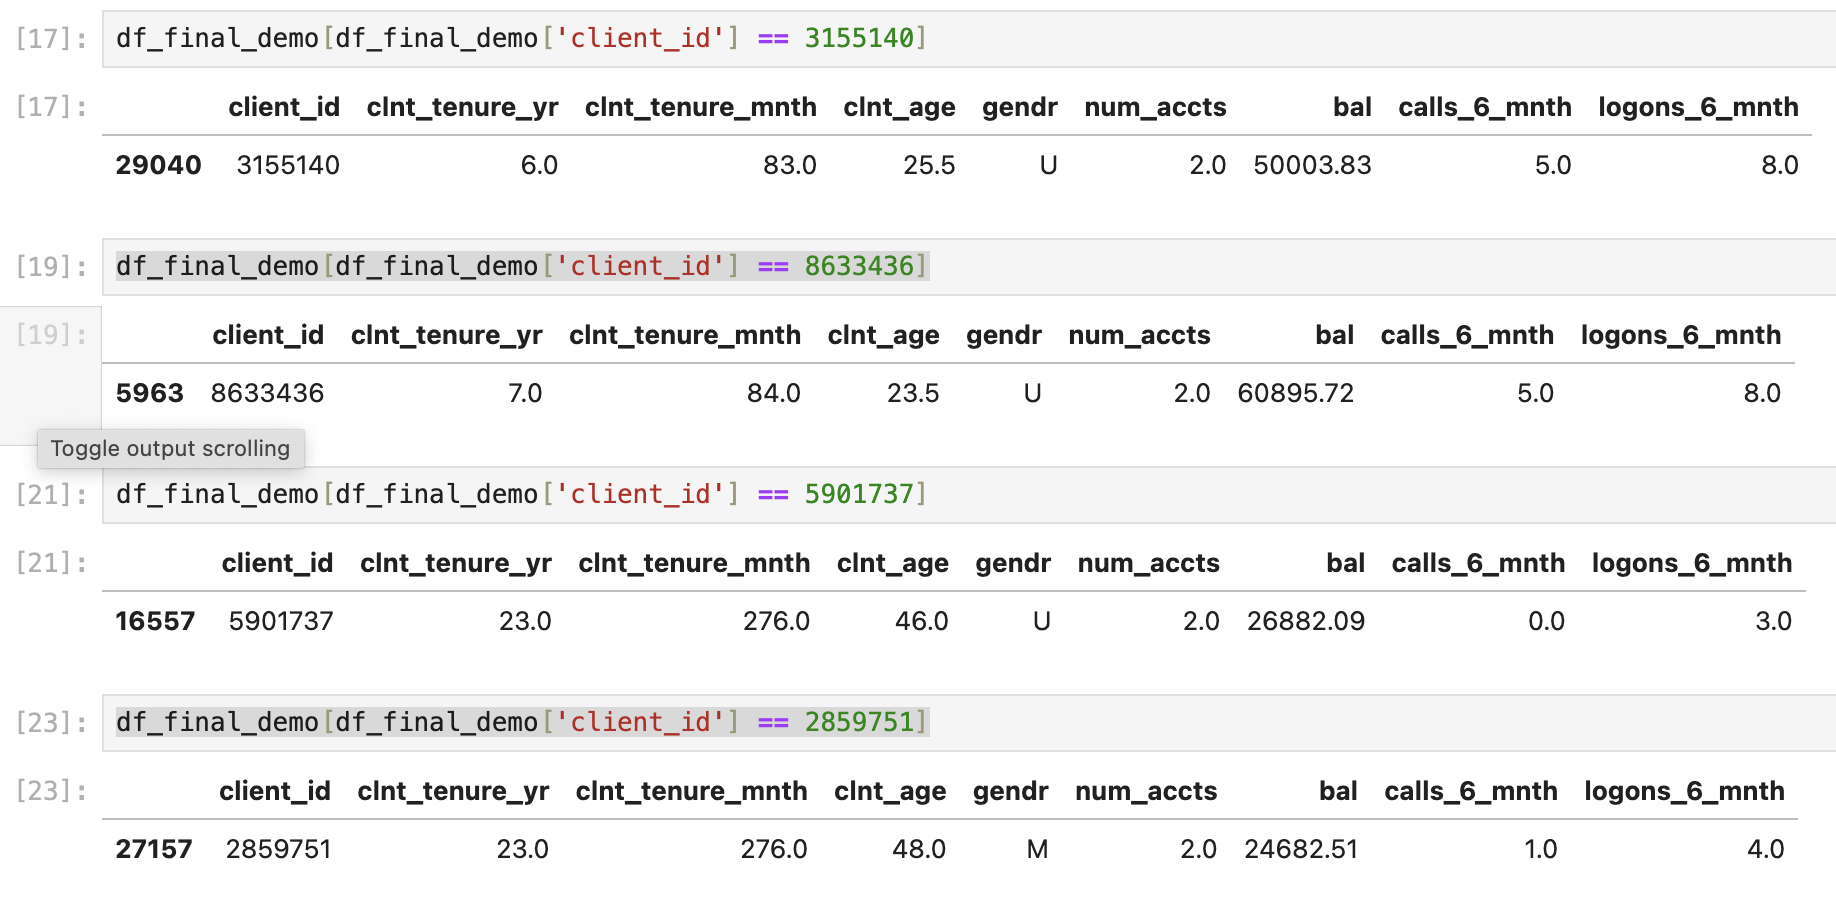 [17]: df_final_demo[df_final_demo['client_id'] == 3155140]
[17]: client_id clnt_tenure_yr clnt_tenure_mnth clnt_age gendr num_accts bal calls_6_mnth logons_6_mnth
29040 3155140 6.0 83.0 25.5 U 2.0 50003.83 5.0 8.0
[19]: df_final_demo[df_final_demo['client_id'] == 8633436]
[19]: client_id clnt_tenure_yr clnt_tenure_mnth clnt_age gendr num_accts bal calls_6_mnth logons_6_mnth
5963 8633436 7.0 84.0 23.5 U 2.0 60895.72 5.0 8.0
Toggle output scrolling
[21]: df_final_demo[df_final_demo['client_id'] == 5901737]
[21]: client_id clnt_tenure_yr clnt_tenure_mnth clnt_age gendr num_accts bal calls_6_mnth logons_6_mnth
16557 5901737 23.0 276.0 46.0 U 2.0 26882.09 0.0 3.0
[23]: df_final_demo[df_final_demo['client_id'] == 2859751]
[23]: client_id clnt_tenure_yr clnt_tenure_mnth clnt_age gendr num_accts bal calls_6_mnth logons_6_mnth
27157 2859751 23.0 276.0 48.0 M 2.0 24682.51 1.0 4.0